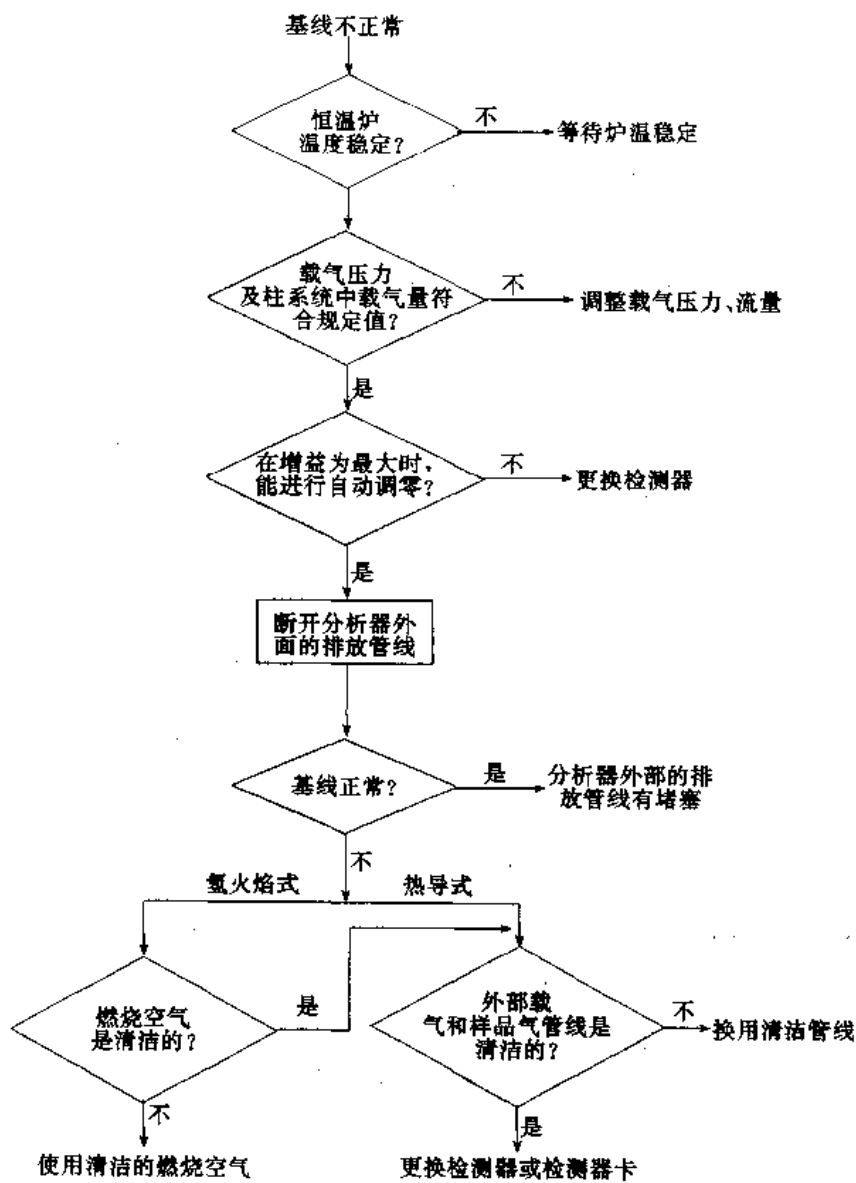 基线不正常
恒温炉
温度稳定？
不
等待炉温稳定
载气压力
及柱系统中载气量符
合规定值？
不
调整载气压力、流量
是
在增益为最大时，
能进行自动调零？
不
更换检测器
是
断开分析器外
面的排放管线
基线正常？
是
分析器外部的排
放管线有堵塞
不
氢火焰式
热导式
燃烧空气
是清洁的？
是
外部载
气和样品气管线是
清洁的？
不
换用清洁管线
不
是
使用清洁的燃烧空气
更换检测器或检测器卡